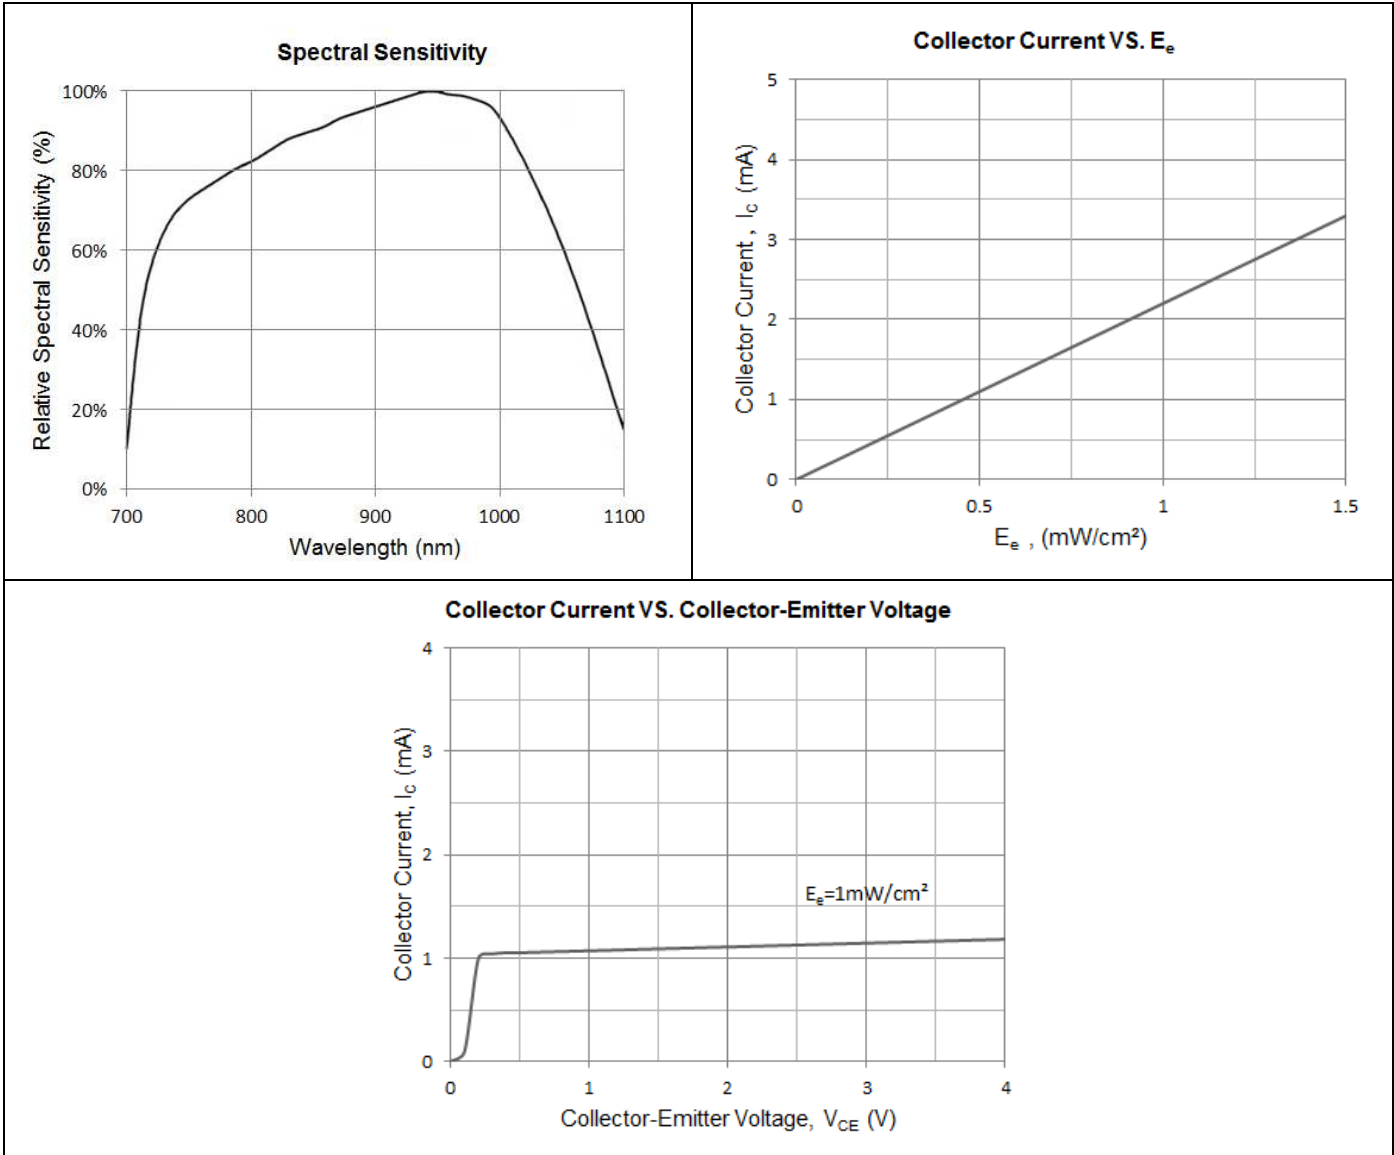 Spectral Sensitivity
Relative Spectral Sensitivity (%)
100%
80%
60%
40%
20%
0%
700 800 900 1000 1100
Wavelength (nm)
Collector Current VS. Eₑ
Collector Current , I_C (mA)
5
4
3
2
1
0
0 0.5 1 1.5
Eₑ , (mW/cm²)
Collector Current VS. Collector-Emitter Voltage
Collector Current, I_C (mA)
4
3
2
1
0
Eₑ=1mW/cm²
0 1 2 3 4
Collector-Emitter Voltage, V_CE (V)